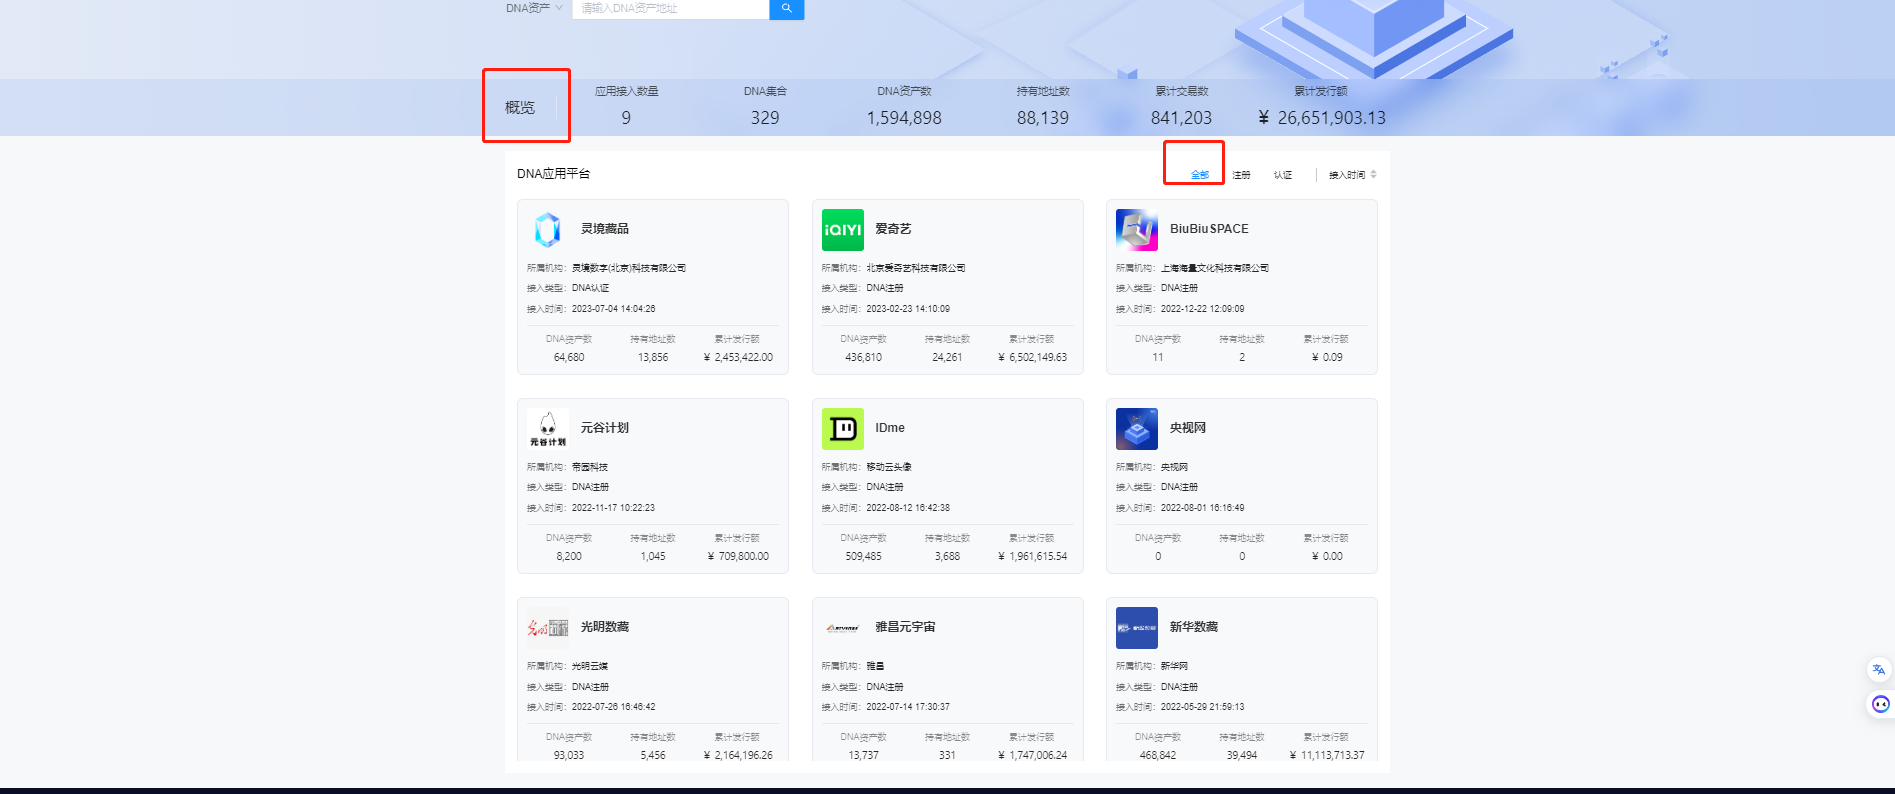 DNA资产
请输入DNA资产地址
概览
应用接入数量
9
DNA集合
329
DNA资产数
1,594,898
持有地址数
88,139
累计交易数
841,203
累计发行额
¥ 26,651,903.13
DNA应用平台
全部 注册 认证 接入时间
灵境藏品
所属机构：灵境数字(北京)科技有限公司
接入类型：DNA认证
接入时间：2023-07-04 14:04:26
DNA资产数 持有地址数 累计发行额
64,680 13,856 ¥ 2,453,422.00
iQIYI
爱奇艺
所属机构：北京爱奇艺科技有限公司
接入类型：DNA注册
接入时间：2023-02-23 14:10:09
DNA资产数 持有地址数 累计发行额
436,810 24,261 ¥ 6,502,149.63
BiuBiuSPACE
所属机构：上海海量文化科技有限公司
接入类型：DNA注册
接入时间：2022-12-22 12:09:09
DNA资产数 持有地址数 累计发行额
11 2 ¥ 0.09
元谷计划
元谷计划
所属机构：帝园科技
接入类型：DNA注册
接入时间：2022-11-17 10:22:23
DNA资产数 持有地址数 累计发行额
8,200 1,045 ¥ 709,800.00
IDme
所属机构：移动云头像
接入类型：DNA注册
接入时间：2022-08-12 16:42:38
DNA资产数 持有地址数 累计发行额
509,485 3,688 ¥ 1,961,615.54
央视网
所属机构：央视网
接入类型：DNA注册
接入时间：2022-08-01 16:16:49
DNA资产数 持有地址数 累计发行额
0 0 ¥ 0.00
光明数藏
光明数藏
所属机构：光明云媒
接入类型：DNA注册
接入时间：2022-07-26 16:46:42
DNA资产数 持有地址数 累计发行额
93,033 5,456 ¥ 2,164,196.26
雅昌元宇宙
所属机构：雅昌
接入类型：DNA注册
接入时间：2022-07-14 17:30:37
DNA资产数 持有地址数 累计发行额
13,737 331 ¥ 1,747,006.24
新华数藏
所属机构：新华网
接入类型：DNA注册
接入时间：2022-05-29 21:59:13
DNA资产数 持有地址数 累计发行额
468,842 39,494 ¥ 11,113,713.37